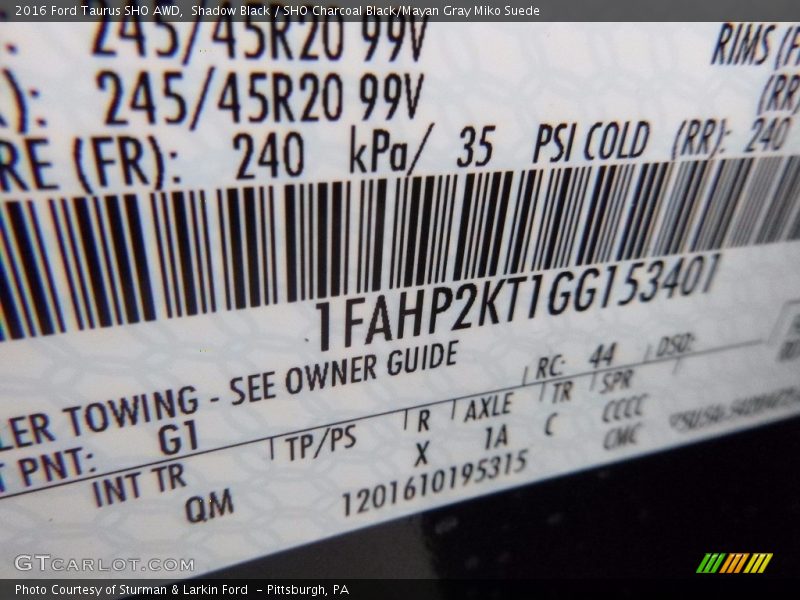 2016 Ford Taurus SHO AWD,  Shadow Black / SHO Charcoal Black/Mayan Gray Miko Suede
245/45R20 99V RIMS
): 245/45R20 99V (RR)
RE (FR): 240 kPa/ 35 PSI COLD (RR): 240
1FAHP2KT1GG153401
LER TOWING - SEE OWNER GUIDE
RC: 44 DSO:
T PNT: G1
INT TR TP/PS R AXLE TR SPR
QM X 1A C CCCC
1201610195315 CMC
GTCARLOT.COM
Photo Courtesy of Sturman & Larkin Ford  – Pittsburgh, PA